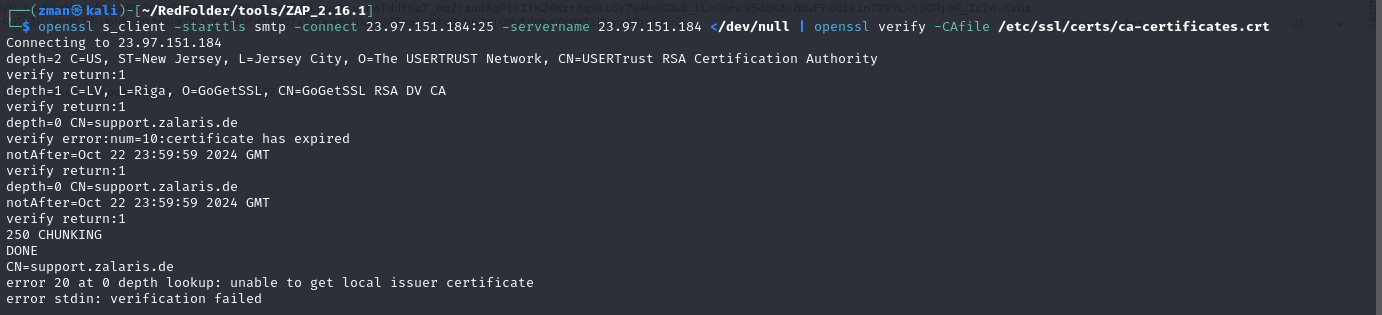 ┌──(zman㉿kali)-[~/RedFolder/tools/ZAP_2.16.1]
└─$ openssl s_client -starttls smtp -connect 23.97.151.184:25 -servername 23.97.151.184 </dev/null | openssl verify -CAfile /etc/ssl/certs/ca-certificates.crt
Connecting to 23.97.151.184
depth=2 C=US, ST=New Jersey, L=Jersey City, O=The USERTRUST Network, CN=USERTrust RSA Certification Authority
verify return:1
depth=1 C=LV, L=Riga, O=GoGetSSL, CN=GoGetSSL RSA DV CA
verify return:1
depth=0 CN=support.zalaris.de
verify error:num=10:certificate has expired
notAfter=Oct 22 23:59:59 2024 GMT
verify return:1
depth=0 CN=support.zalaris.de
notAfter=Oct 22 23:59:59 2024 GMT
verify return:1
250 CHUNKING
DONE
CN=support.zalaris.de
error 20 at 0 depth lookup: unable to get local issuer certificate
error stdin: verification failed